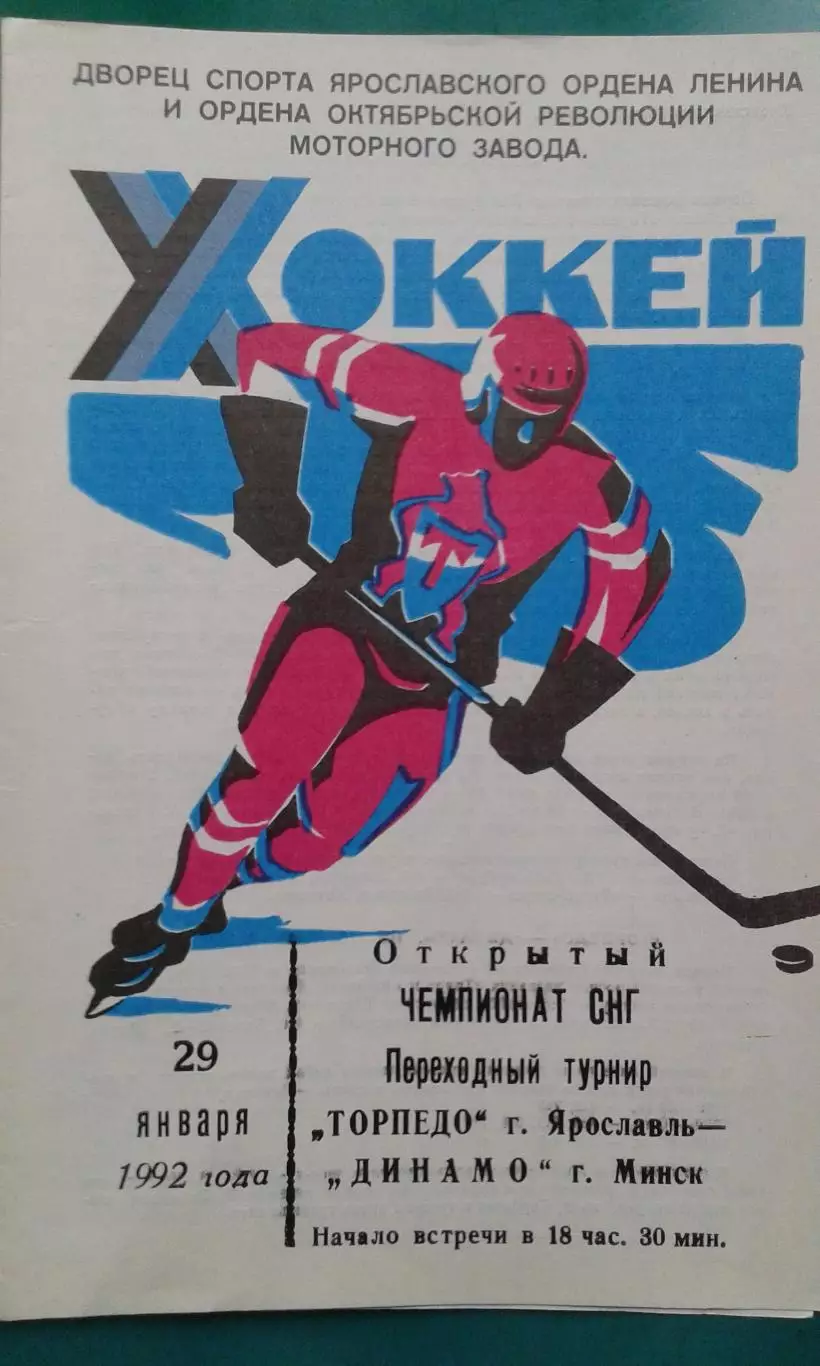 ДВОРЕЦ СПОРТА ЯРОСЛАВСКОГО ОРДЕНА ЛЕНИНА
И ОРДЕНА ОКТЯБРЬСКОЙ РЕВОЛЮЦИИ
МОТОРНОГО ЗАВОДА.
ХОККЕЙ
Т
Открытый
ЧЕМПИОНАТ СНГ
Переходный турнир
„ТОРПЕДО“ г. Ярославль—
„ДИНАМО“ г. Минск
Начало встречи в 18 час. 30 мин.
29
января
1992 года